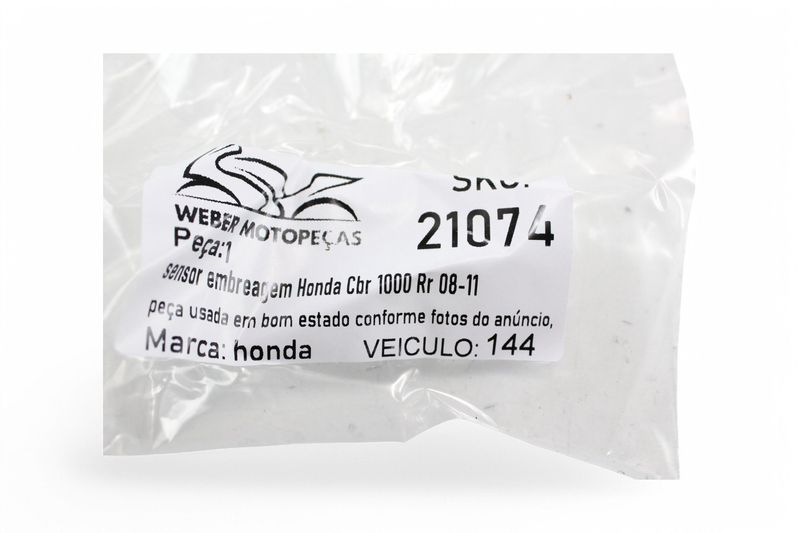 SKU:
WEBER MOTOPEÇAS
21074
Peça:1
sensor embreagem Honda Cbr 1000 Rr 08-11
peça usada em bom estado conforme fotos do anúncio,
Marca: honda VEICULO: 144